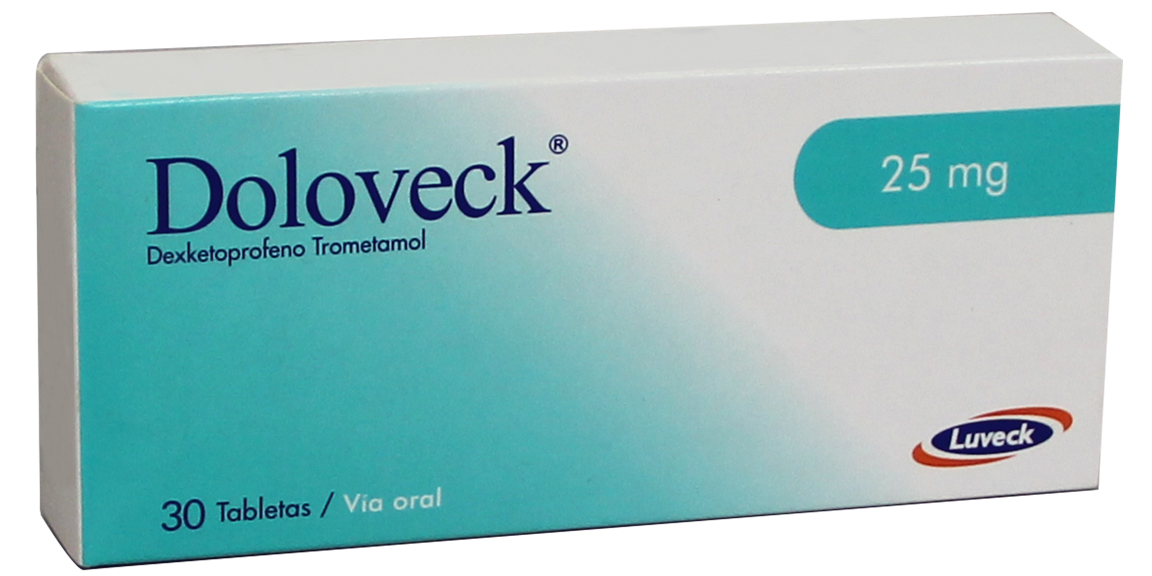 Doloveck®
Dexketoprofeno Trometamol
25 mg
Luveck
30 Tabletas / Vía oral